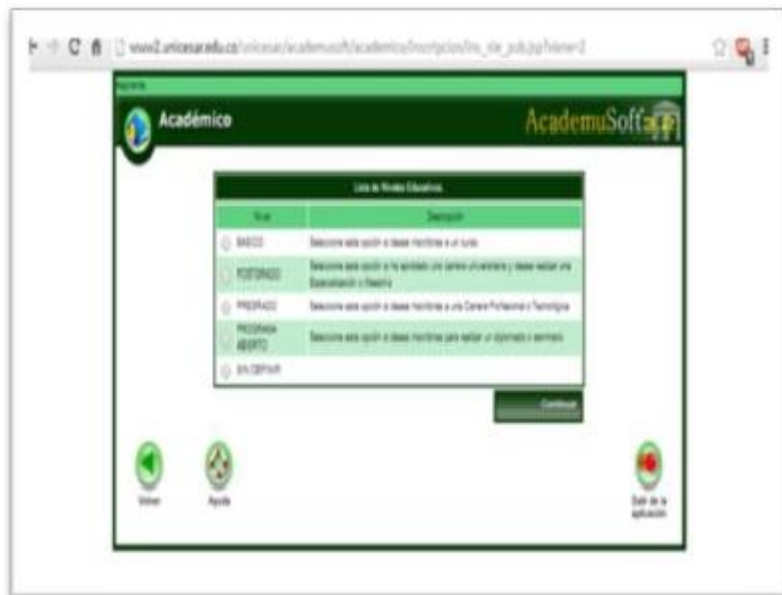 www2.unicesar.edu.co/unicesar/academusoft/academico/inscripcion/ins_nie_pub.jsp?viene=2
Académico
AcademuSoft
Lista de Niveles Educativos
Nivel Descripción
BASICO Seleccione esta opción si desea inscribirse a un curso
POSTGRADO Seleccione esta opción si ha aprobado una carrera universitaria y desea realizar una
Especialización o Maestría
PREGRADO Seleccione esta opción si desea inscribirse a una Carrera Profesional o Tecnológica
PROGRAMA
ABIERTO Seleccione esta opción si desea inscribirse para realizar un diplomado o seminario
SIN DEFINIR
Continuar
Volver Ayuda Salir de la
aplicación